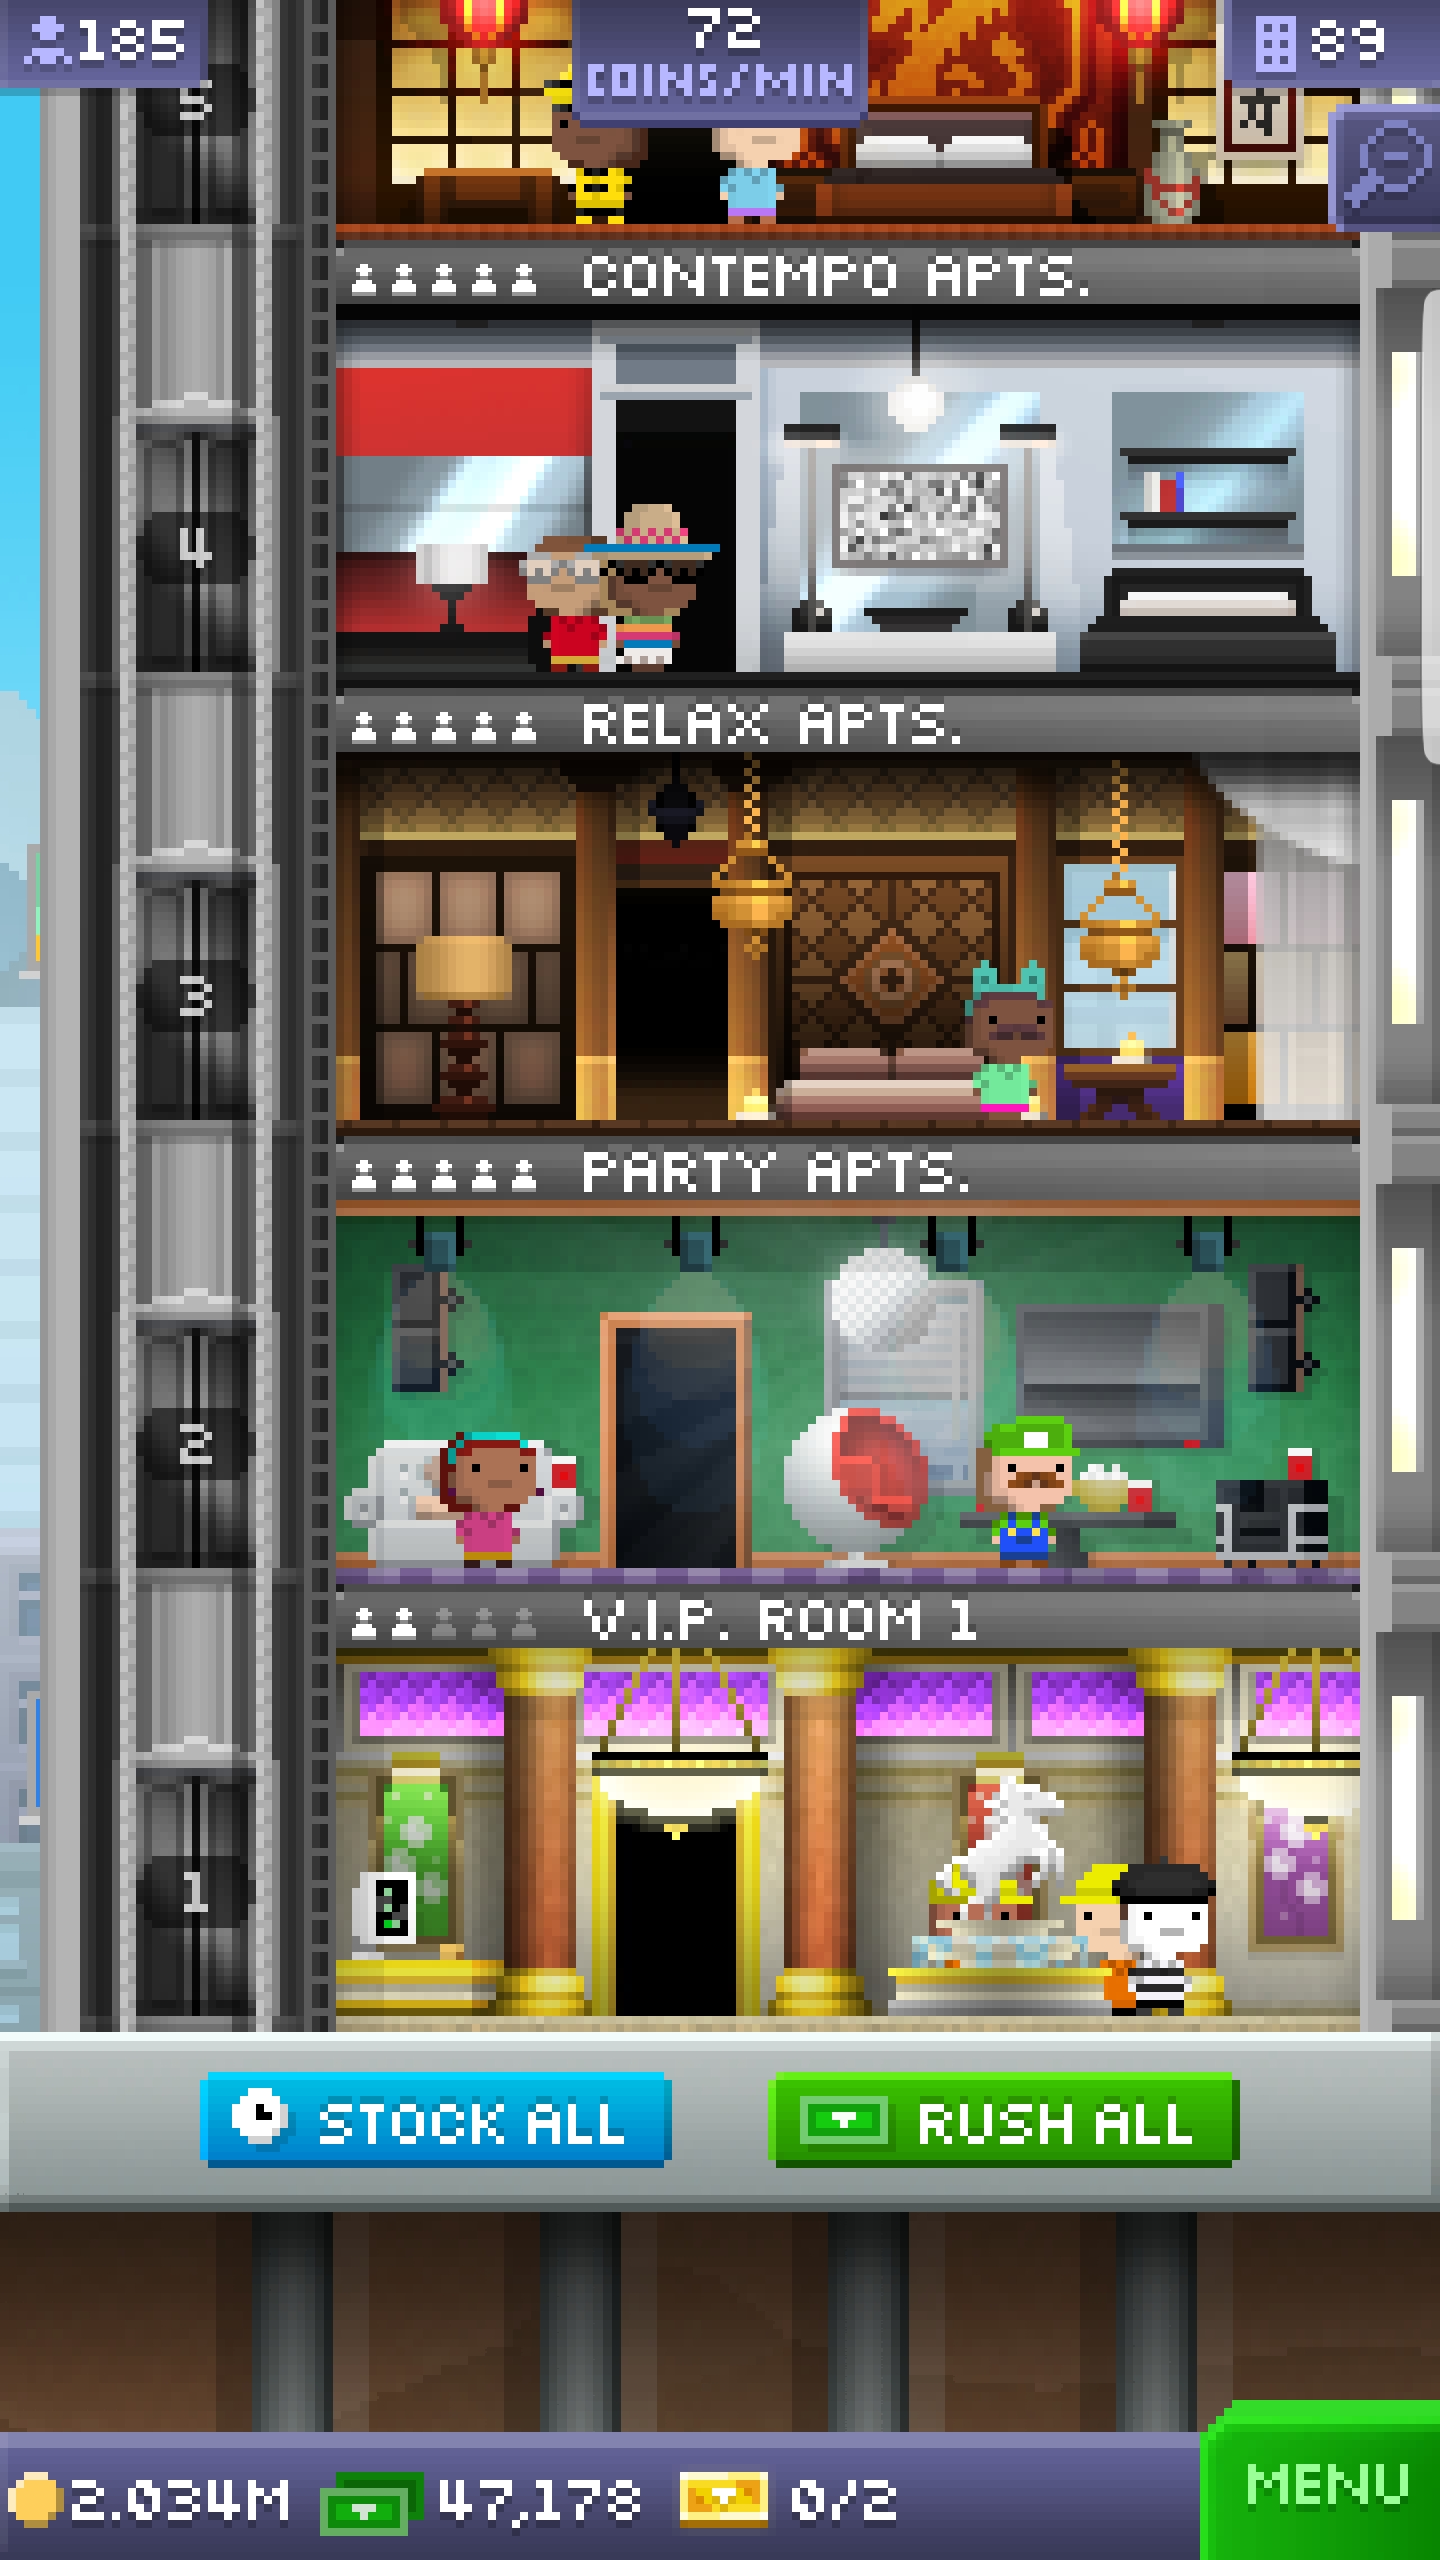 185
72
COINS/MIN
89
5
CONTEMPO APTS.
4
RELAX APTS.
3
PARTY APTS.
2
V.I.P. ROOM 1
1
STOCK ALL
RUSH ALL
2.034M
47,178
0/2
MENU